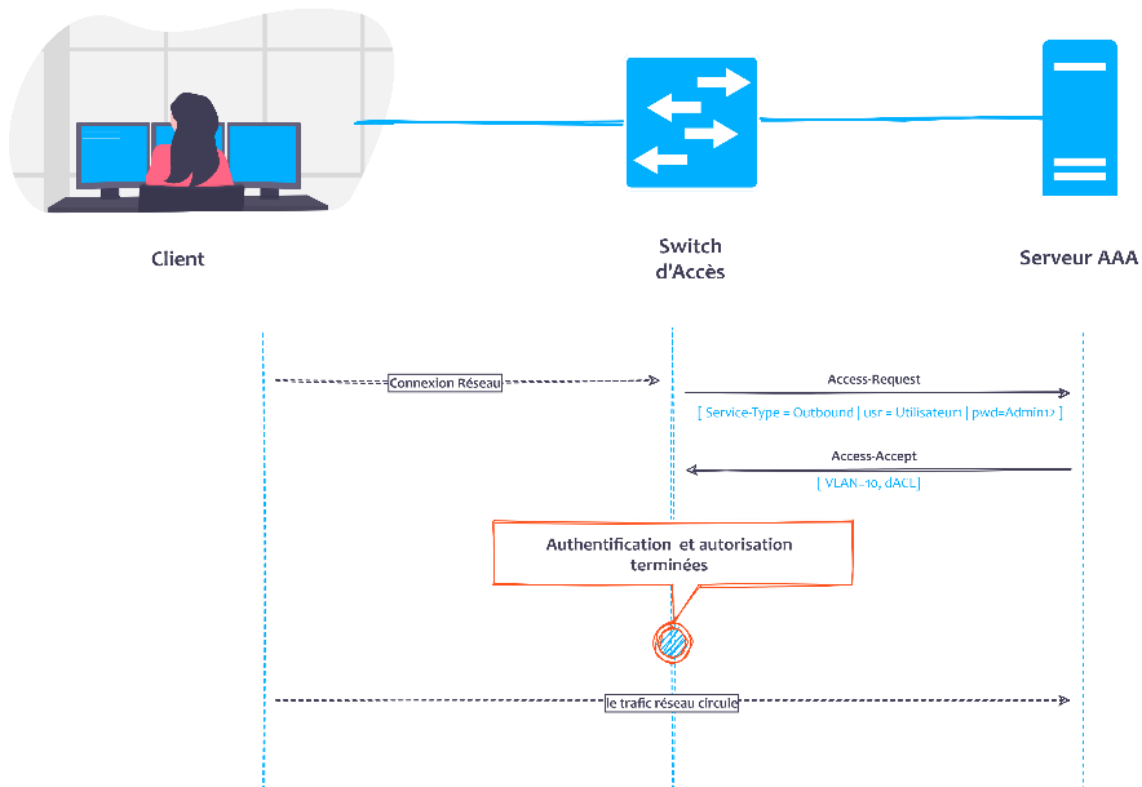 Client
Switch
d'Accès
Serveur AAA
Connexion Réseau
Access-Request
[ Service-Type = Outbound | usr = Utilisateur1 | pwd=Admin12 ]
Access-Accept
[ VLAN=10, dACL]
Authentification et autorisation
terminées
le trafic réseau circule